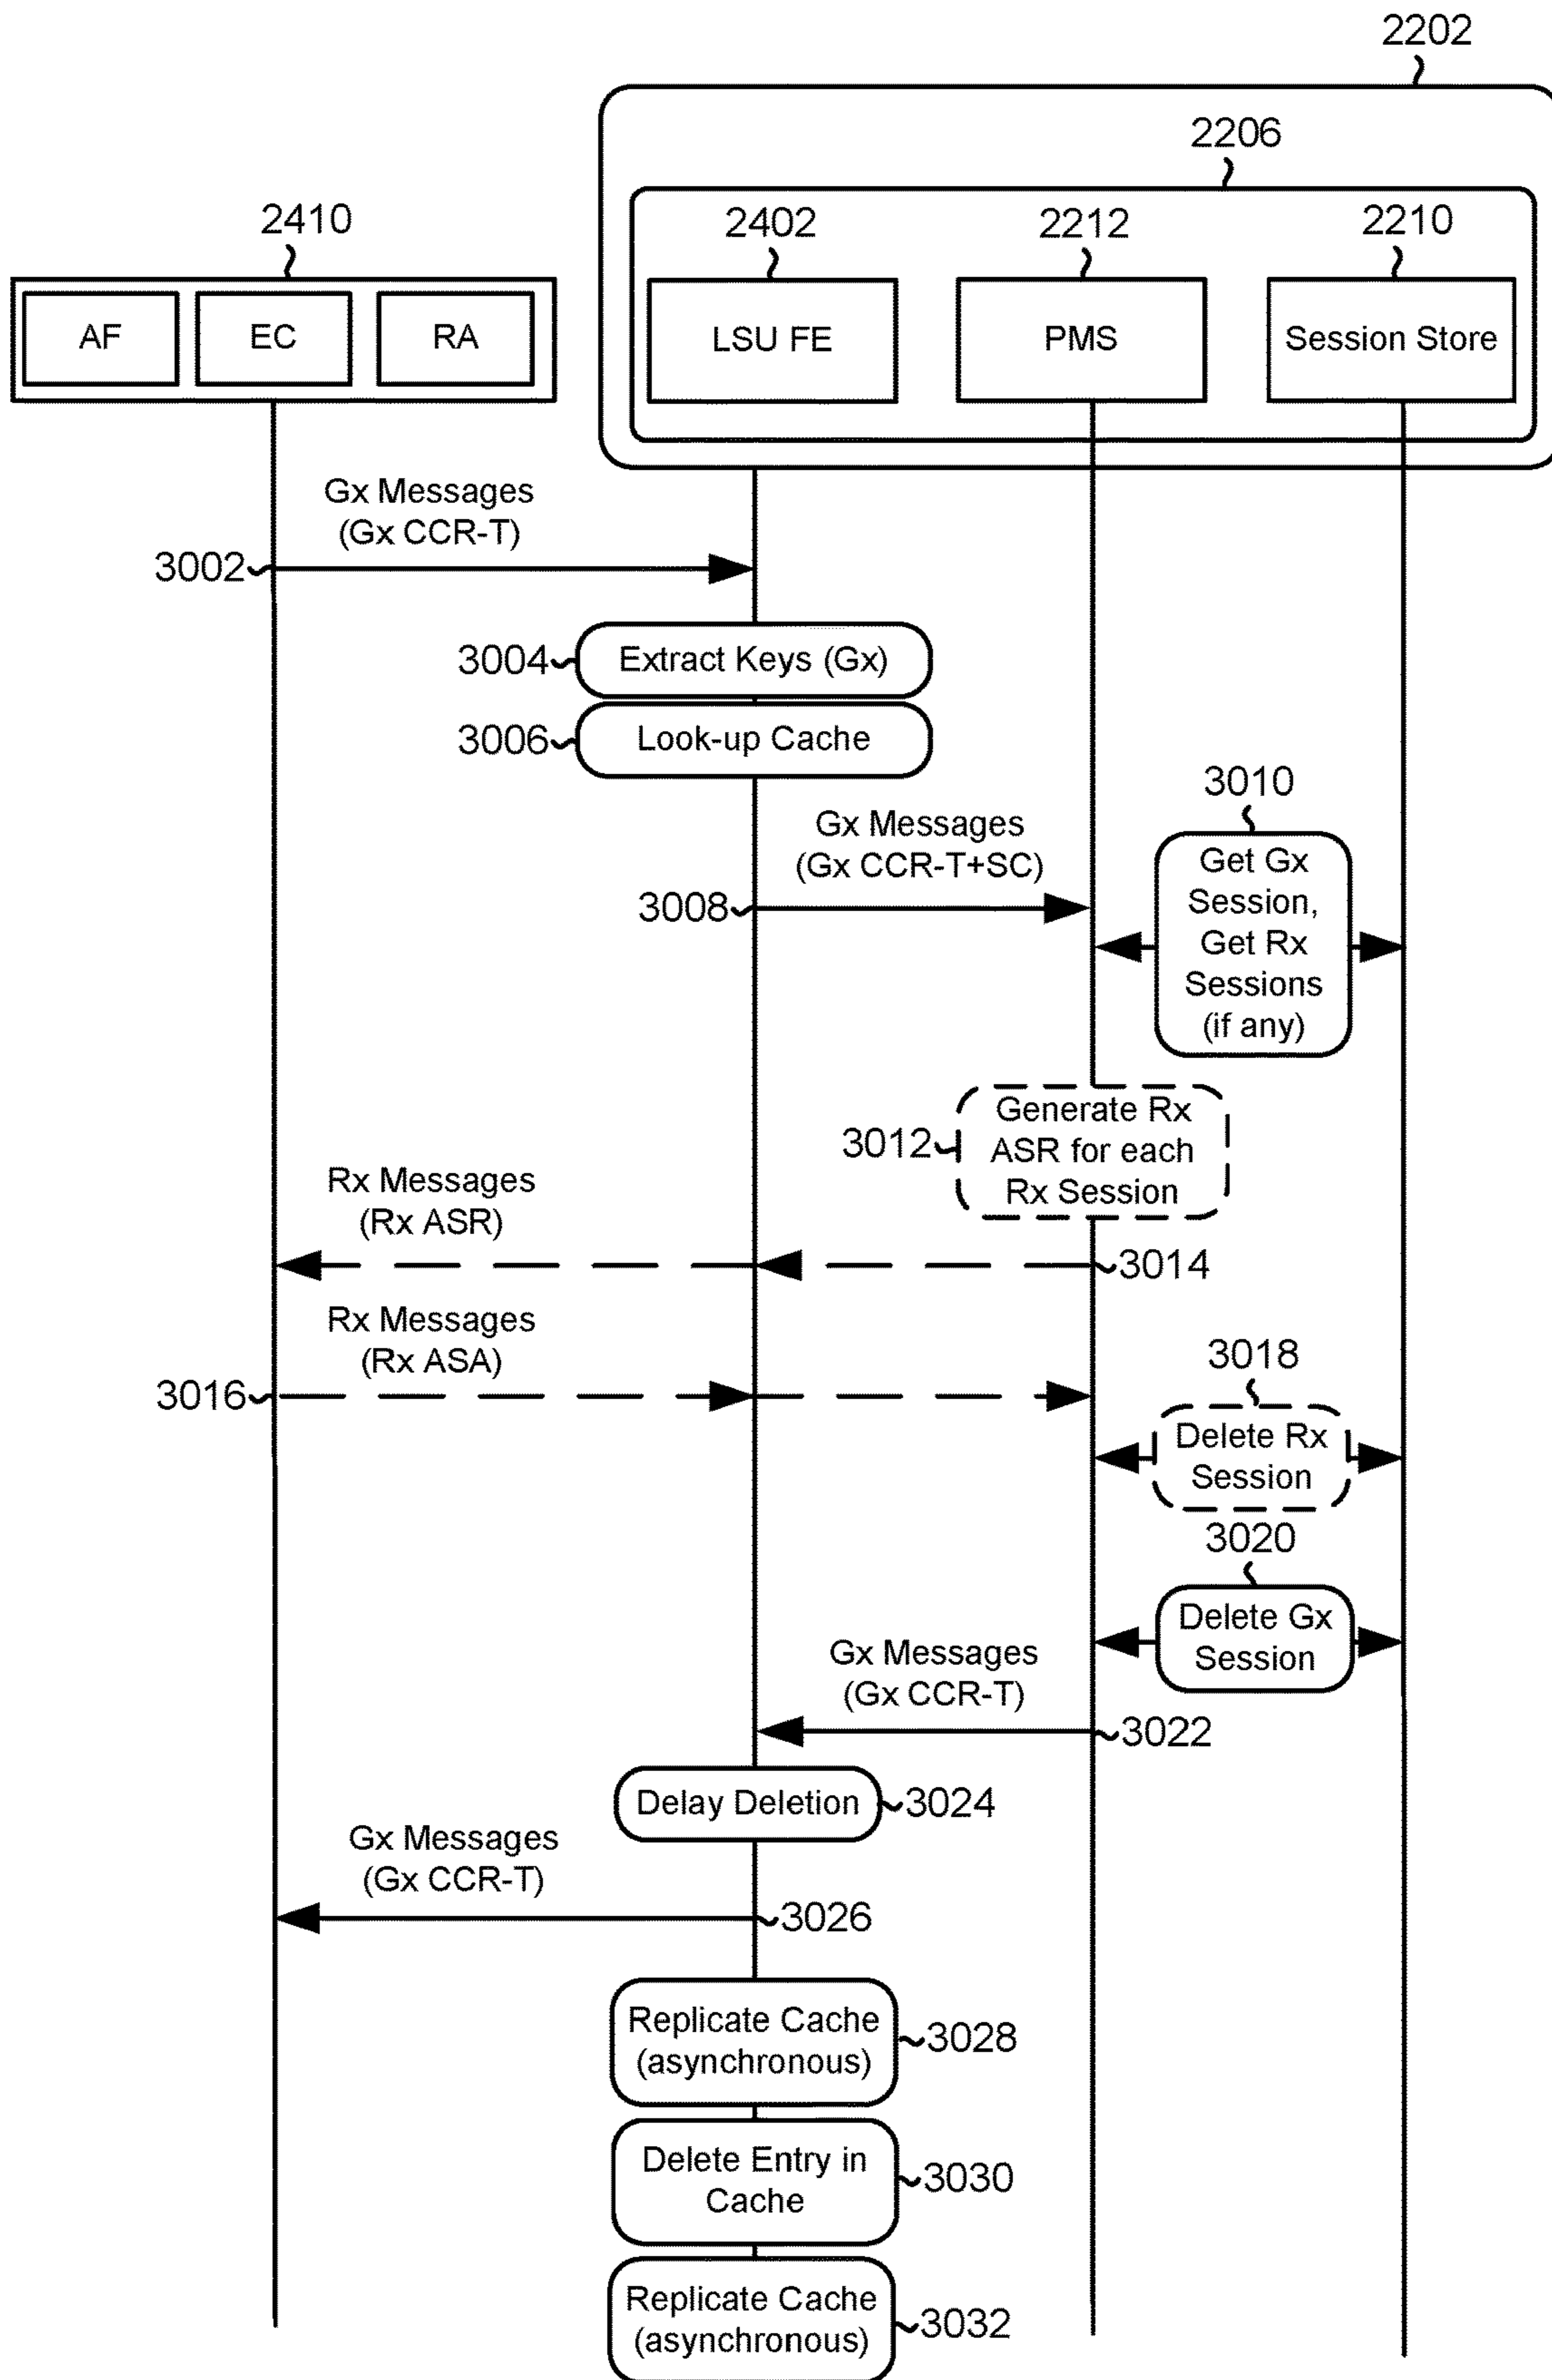 2202
2206
2410
2402
2212
2210
AF
EC
RA
LSU FE
PMS
Session Store
Gx Messages
(Gx CCR-T)
3002
3004
Extract Keys (Gx)
3006
Look-up Cache
3010
Gx Messages
(Gx CCR-T+SC)
3008
Get Gx
Session,
Get Rx
Sessions
(if any)
3012
Generate Rx
ASR for each
Rx Session
Rx Messages
(Rx ASR)
3014
Rx Messages
(Rx ASA)
3016
3018
Delete Rx
Session
3020
Delete Gx
Session
Gx Messages
(Gx CCR-T)
3022
Delay Deletion
3024
Gx Messages
(Gx CCR-T)
3026
Replicate Cache
(asynchronous)
3028
Delete Entry in
Cache
3030
Replicate Cache
(asynchronous)
3032